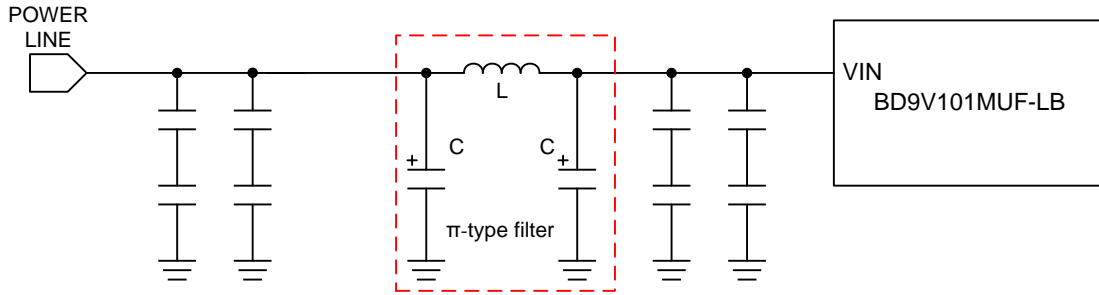 POWER
LINE
L
VIN
BD9V101MUF-LB
C
C
+
+
π-type filter